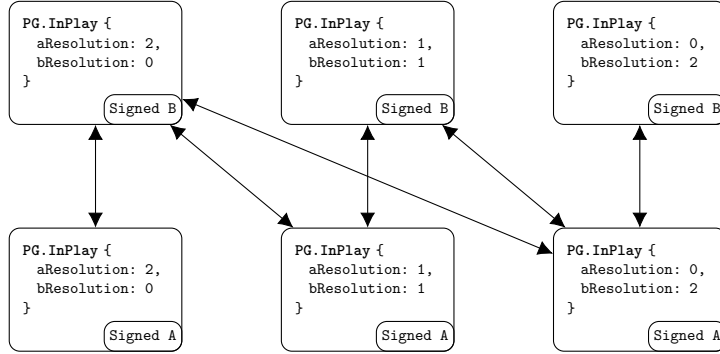 PG.InPlay {
aResolution: 2,
bResolution: 0
}
Signed B
PG.InPlay {
aResolution: 1,
bResolution: 1
}
Signed B
PG.InPlay {
aResolution: 0,
bResolution: 2
}
Signed B
PG.InPlay {
aResolution: 2,
bResolution: 0
}
Signed A
PG.InPlay {
aResolution: 1,
bResolution: 1
}
Signed A
PG.InPlay {
aResolution: 0,
bResolution: 2
}
Signed A